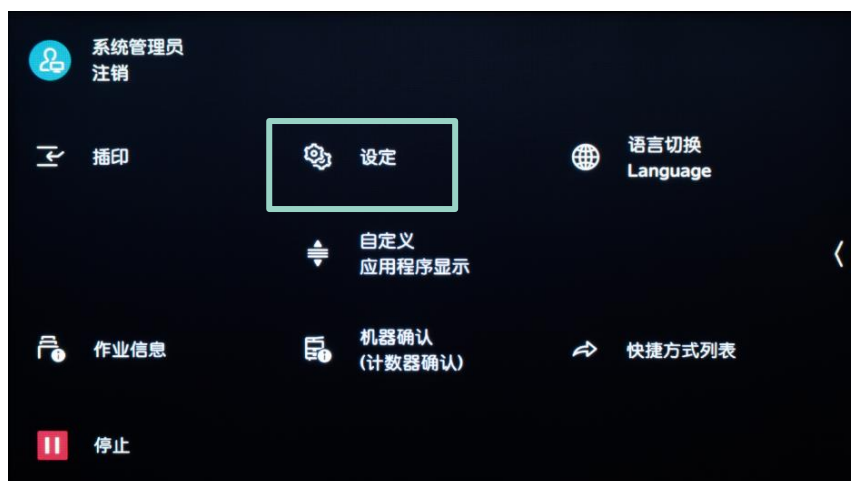 系统管理员
注销
插印
设定
语言切换
Language
自定义
应用程序显示
作业信息
机器确认
(计数器确认)
快捷方式列表
停止